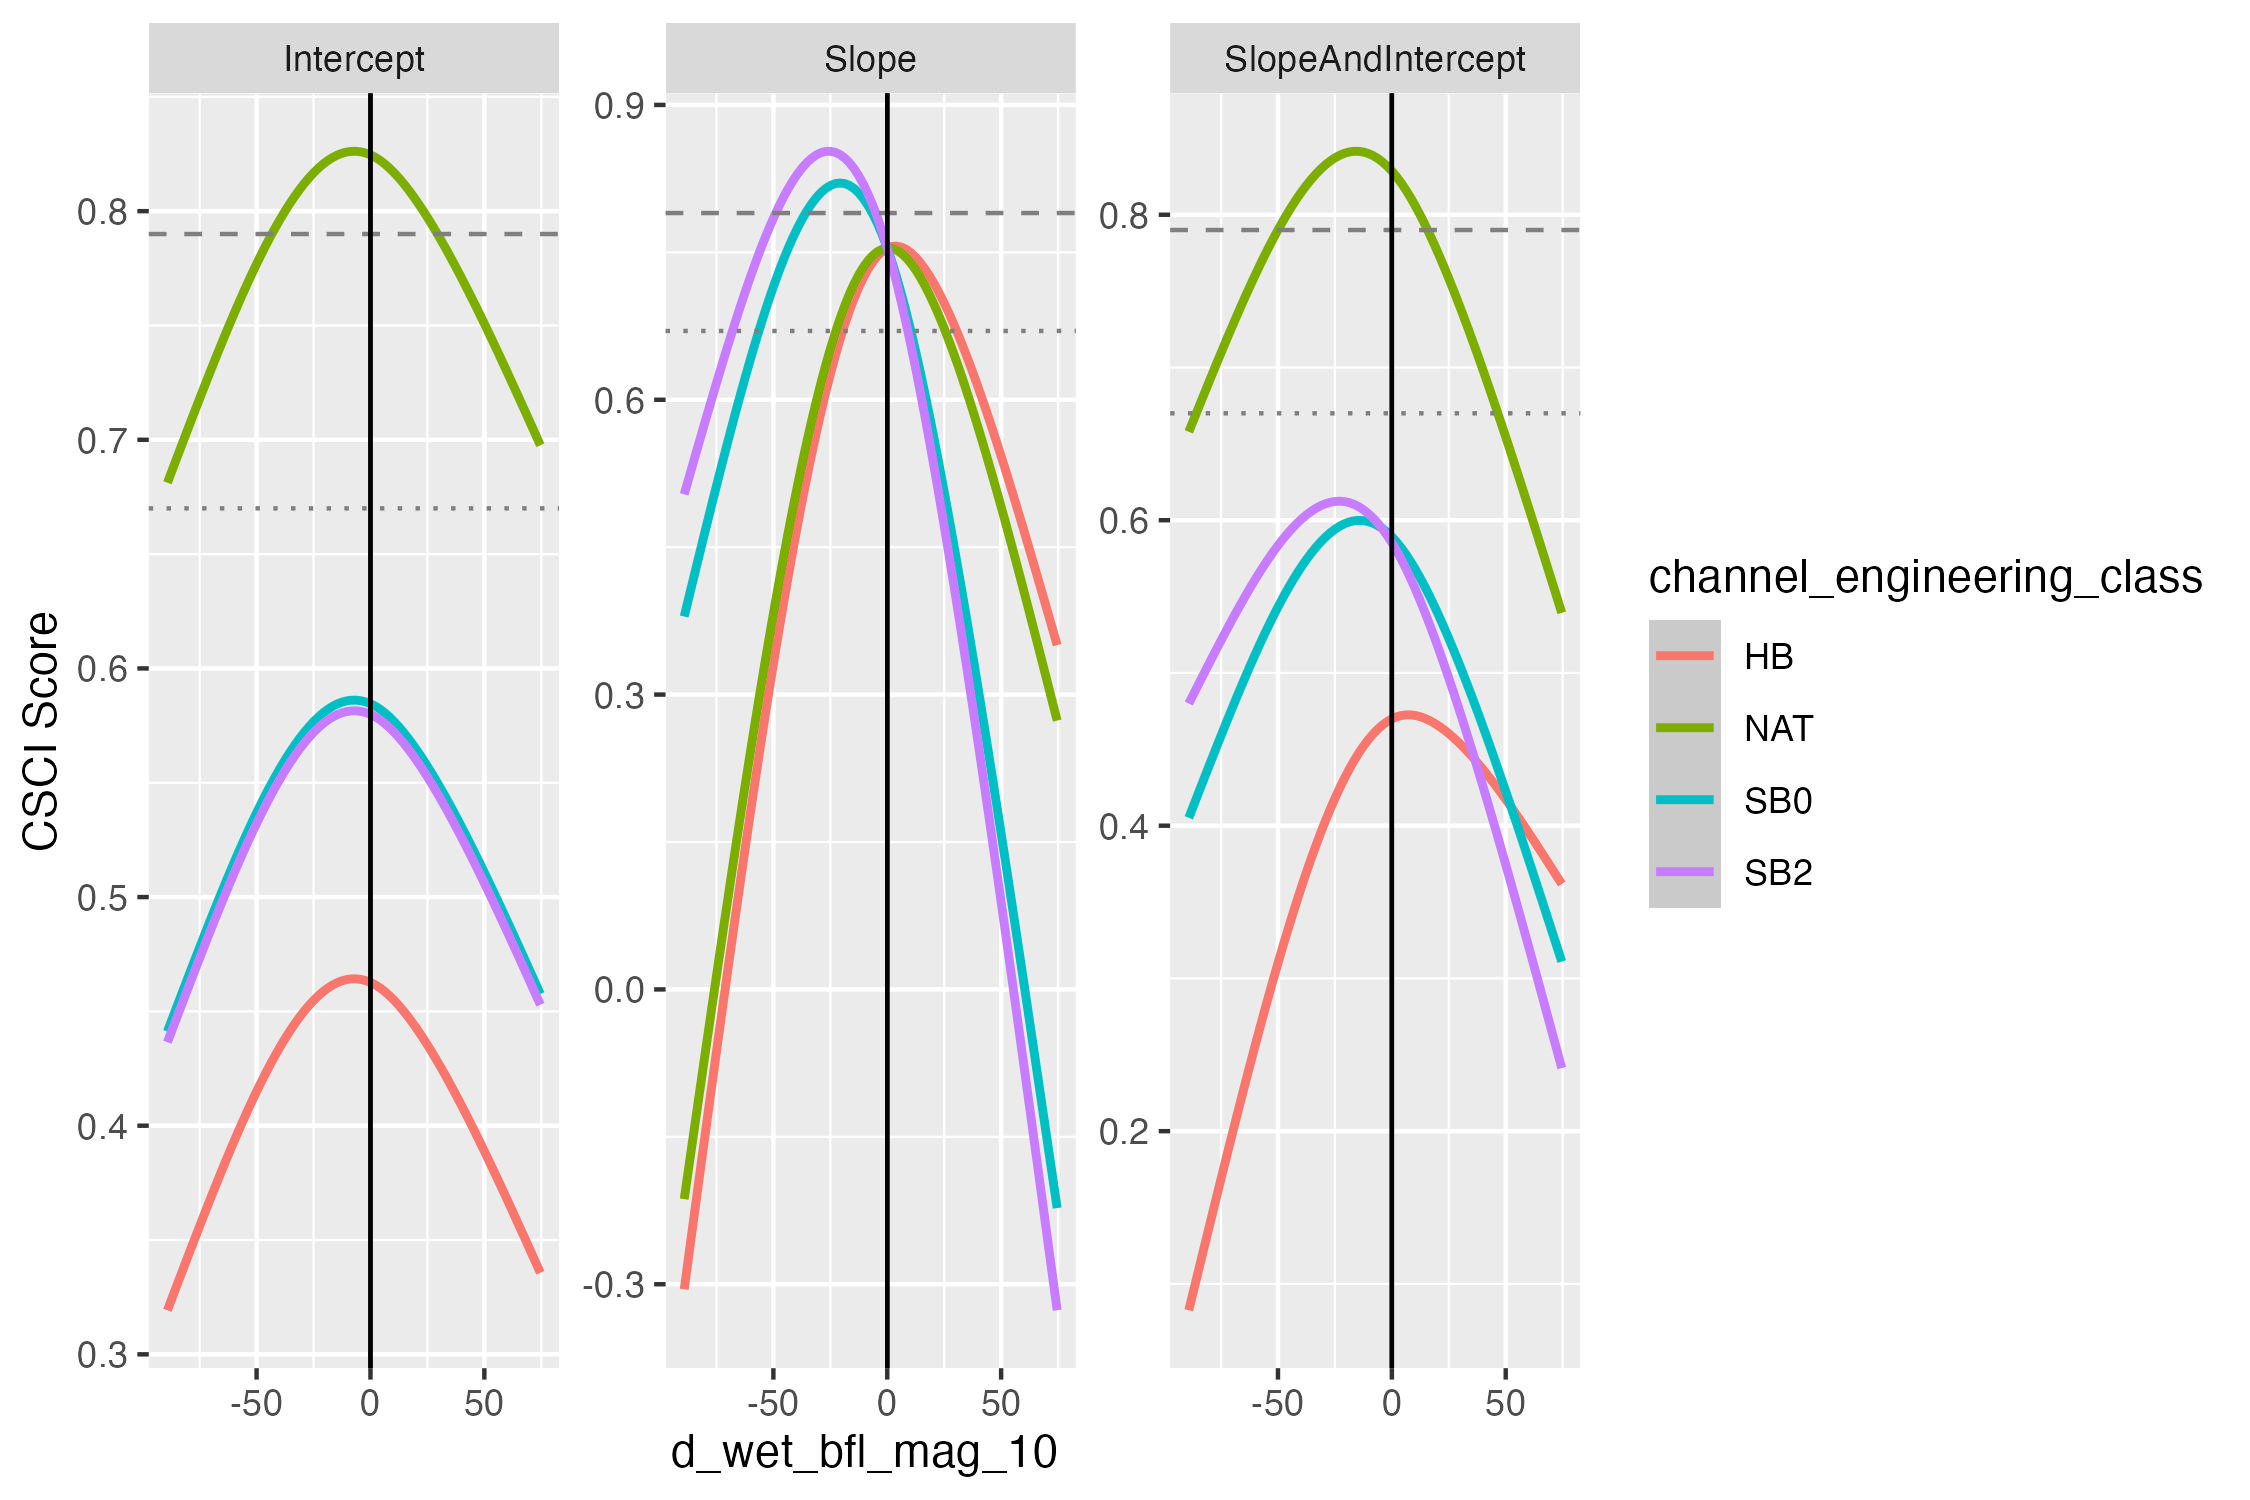 Intercept
Slope
SlopeAndIntercept
CSCI Score
0.8
0.7
0.6
0.5
0.4
0.3
0.9
0.6
0.3
0.0
-0.3
0.8
0.6
0.4
0.2
-50 0 50
-50 0 50
-50 0 50
d_wet_bfl_mag_10
channel_engineering_class
HB
NAT
SB0
SB2